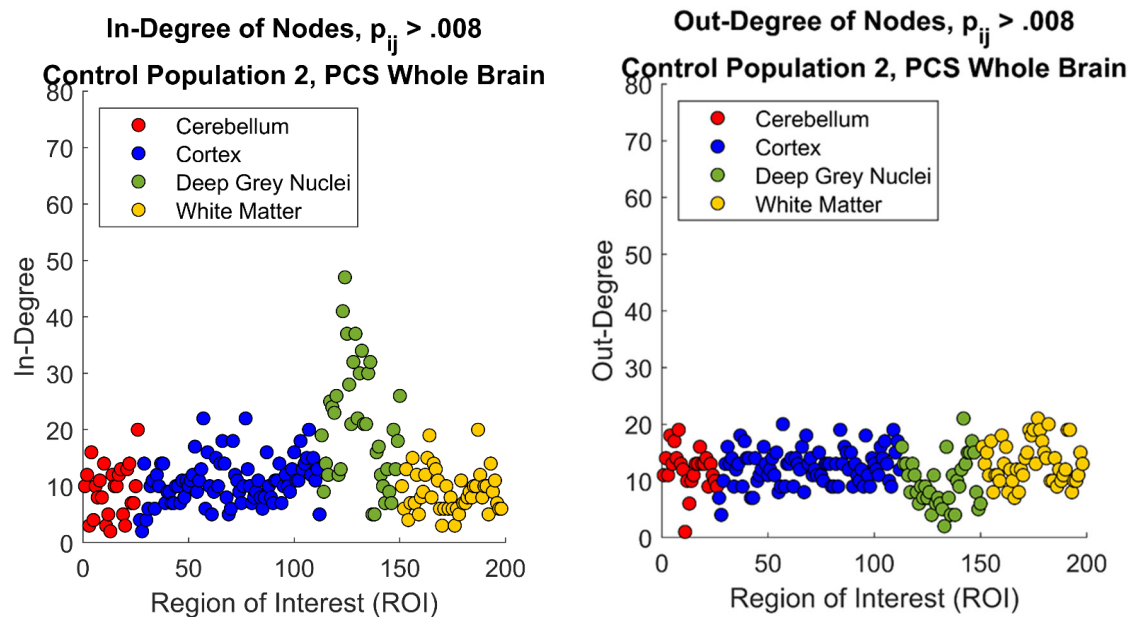 In-Degree of Nodes, p_ij > .008
Control Population 2, PCS Whole Brain
80
70
60
50
40
30
20
10
0
In-Degree
Cerebellum
Cortex
Deep Grey Nuclei
White Matter
0 50 100 150 200
Region of Interest (ROI)
Out-Degree of Nodes, p_ij > .008
Control Population 2, PCS Whole Brain
80
70
60
50
40
30
20
10
0
Out-Degree
Cerebellum
Cortex
Deep Grey Nuclei
White Matter
0 50 100 150 200
Region of Interest (ROI)